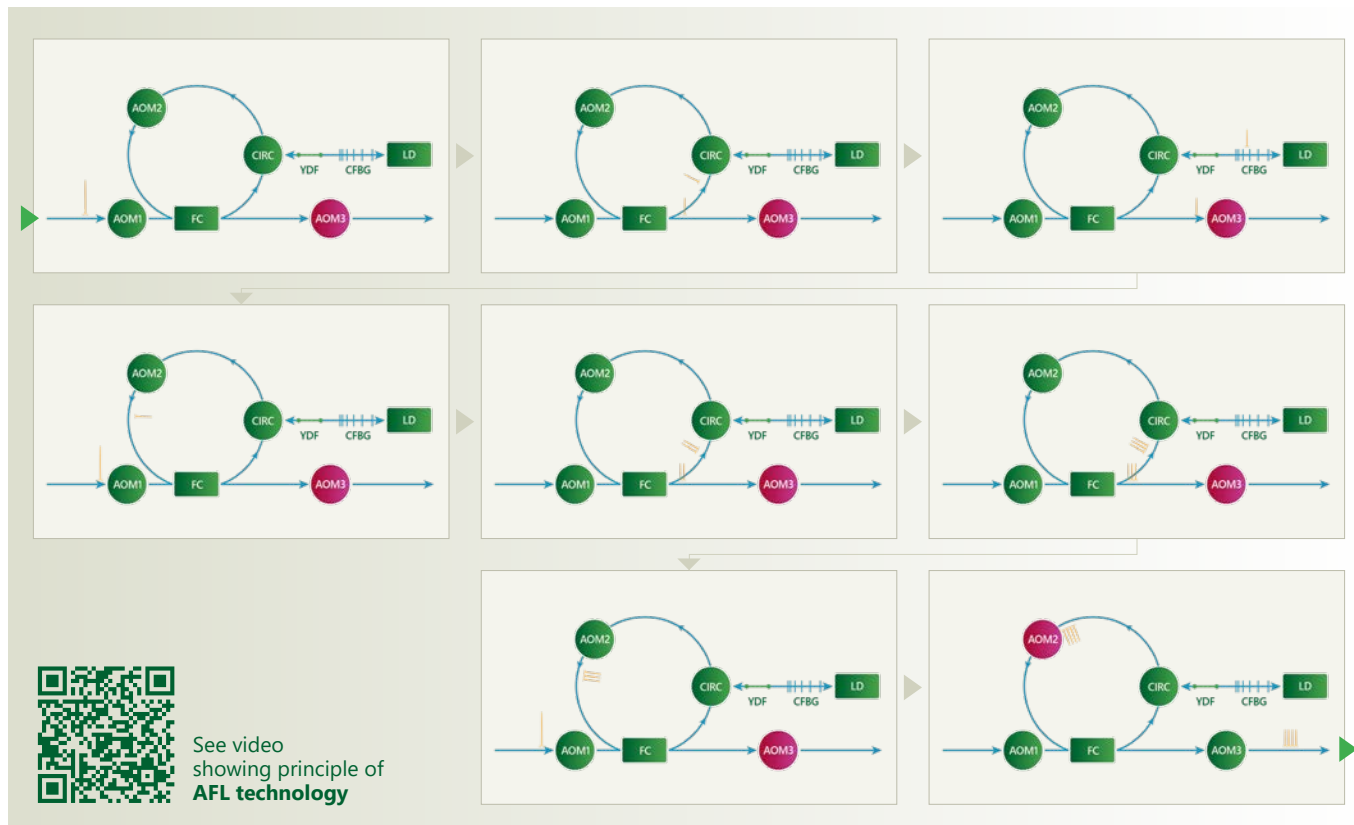 AOM2
CIRC
LD
YDF
CFBG
AOM1
FC
AOM3
AOM2
CIRC
LD
YDF
CFBG
AOM1
FC
AOM3
AOM2
CIRC
LD
YDF
CFBG
AOM1
FC
AOM3
AOM2
CIRC
LD
YDF
CFBG
AOM1
FC
AOM3
AOM2
CIRC
LD
YDF
CFBG
AOM1
FC
AOM3
AOM2
CIRC
LD
YDF
CFBG
AOM1
FC
AOM3
AOM2
CIRC
LD
YDF
CFBG
AOM1
FC
AOM3
AOM2
CIRC
LD
YDF
CFBG
AOM1
FC
AOM3
See video
showing principle of
AFL technology